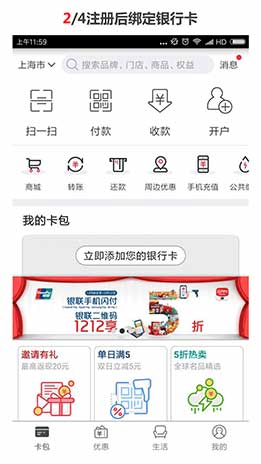 2/4注册后绑定银行卡
上午11:59 HD
上海市 搜索品牌、门店、商品、权益 消息
扫一扫 付款 收款 开户
商城 转账 还款 周边优惠 手机充值 公共缴
我的卡包
立即添加您的银行卡
银联手机闪付
银联二维码
1212享 折
邀请有礼 单日满5 5折热卖
最高返现20元 双日立减5元 全球名品精选
卡包 优惠 生活 我的